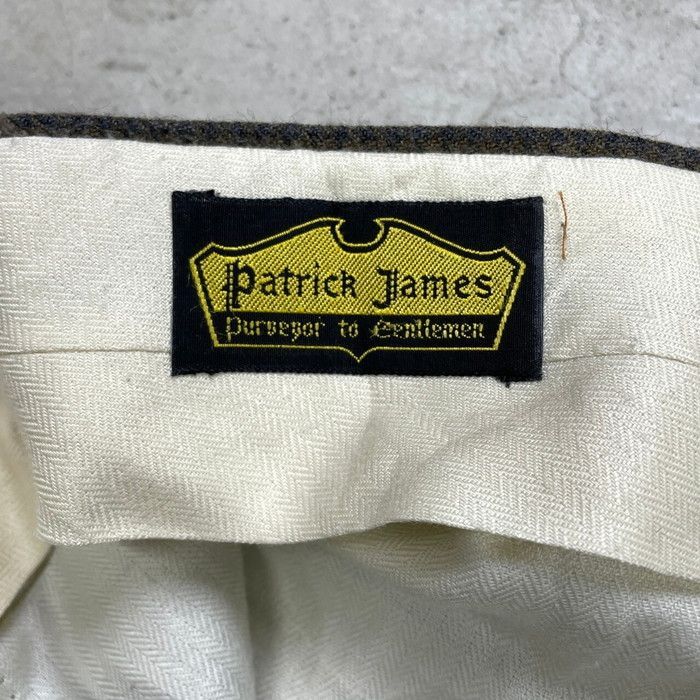 Patrick James
Purveyor to Gentlemen